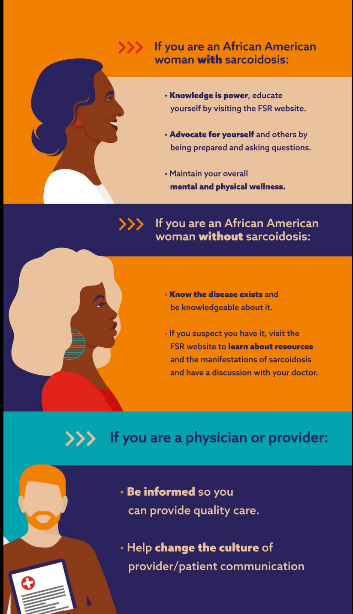 >>> If you are an African American
woman with sarcoidosis:
• Knowledge is power, educate
yourself by visiting the FSR website.
• Advocate for yourself and others by
being prepared and asking questions.
• Maintain your overall
mental and physical wellness.
>>> If you are an African American
woman without sarcoidosis:
• Know the disease exists and
be knowledgeable about it.
• If you suspect you have it, visit the
FSR website to learn about resources
and the manifestations of sarcoidosis
and have a discussion with your doctor.
>>> If you are a physician or provider:
• Be informed so you
can provide quality care.
• Help change the culture of
provider/patient communication